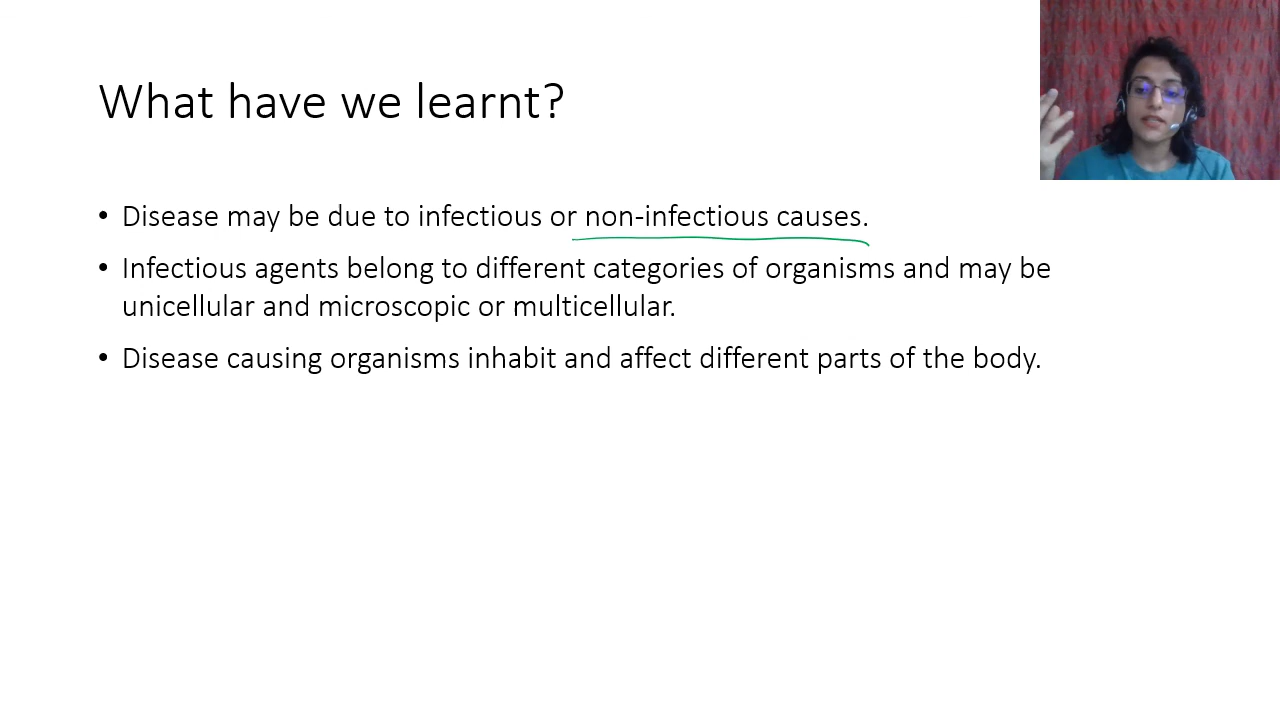 What have we learnt?
• Disease may be due to infectious or non-infectious causes.
• Infectious agents belong to different categories of organisms and may be
unicellular and microscopic or multicellular.
• Disease causing organisms inhabit and affect different parts of the body.